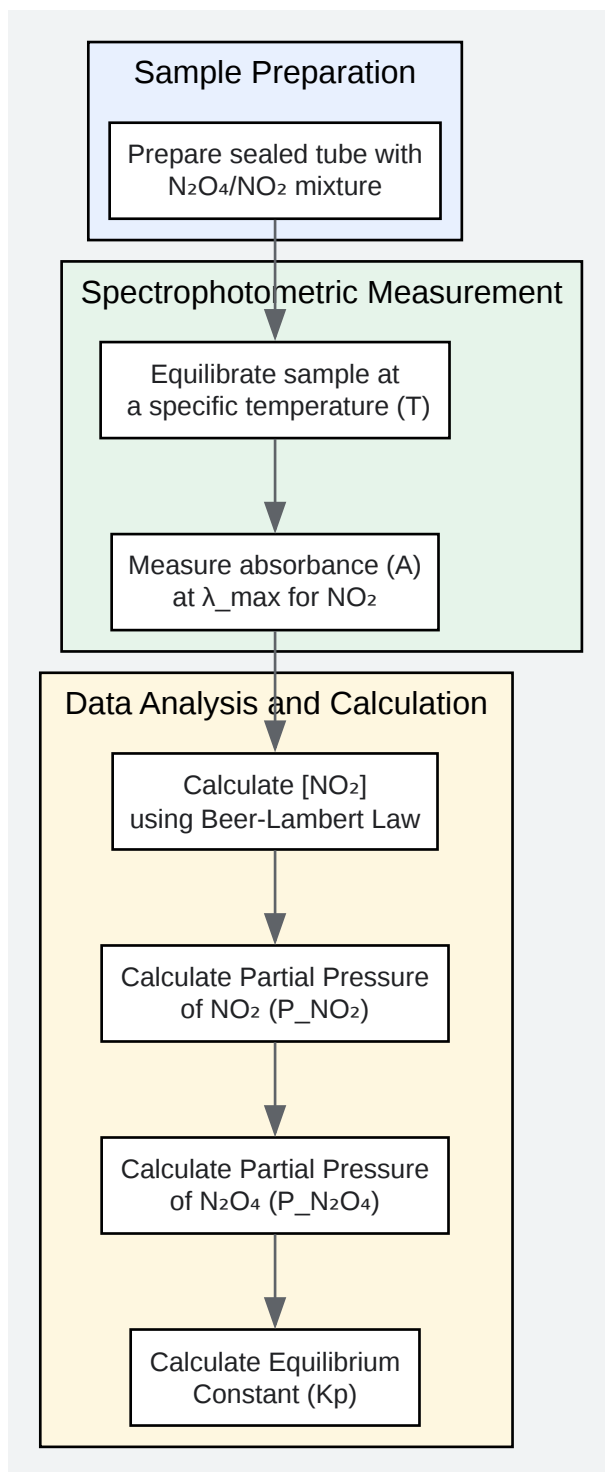 Sample Preparation
Prepare sealed tube with
N₂O₄/NO₂ mixture
Spectrophotometric Measurement
Equilibrate sample at
a specific temperature (T)
Measure absorbance (A)
at λ_max for NO₂
Data Analysis and Calculation
Calculate [NO₂]
using Beer-Lambert Law
Calculate Partial Pressure
of NO₂ (P_NO₂)
Calculate Partial Pressure
of N₂O₄ (P_N₂O₄)
Calculate Equilibrium
Constant (Kp)